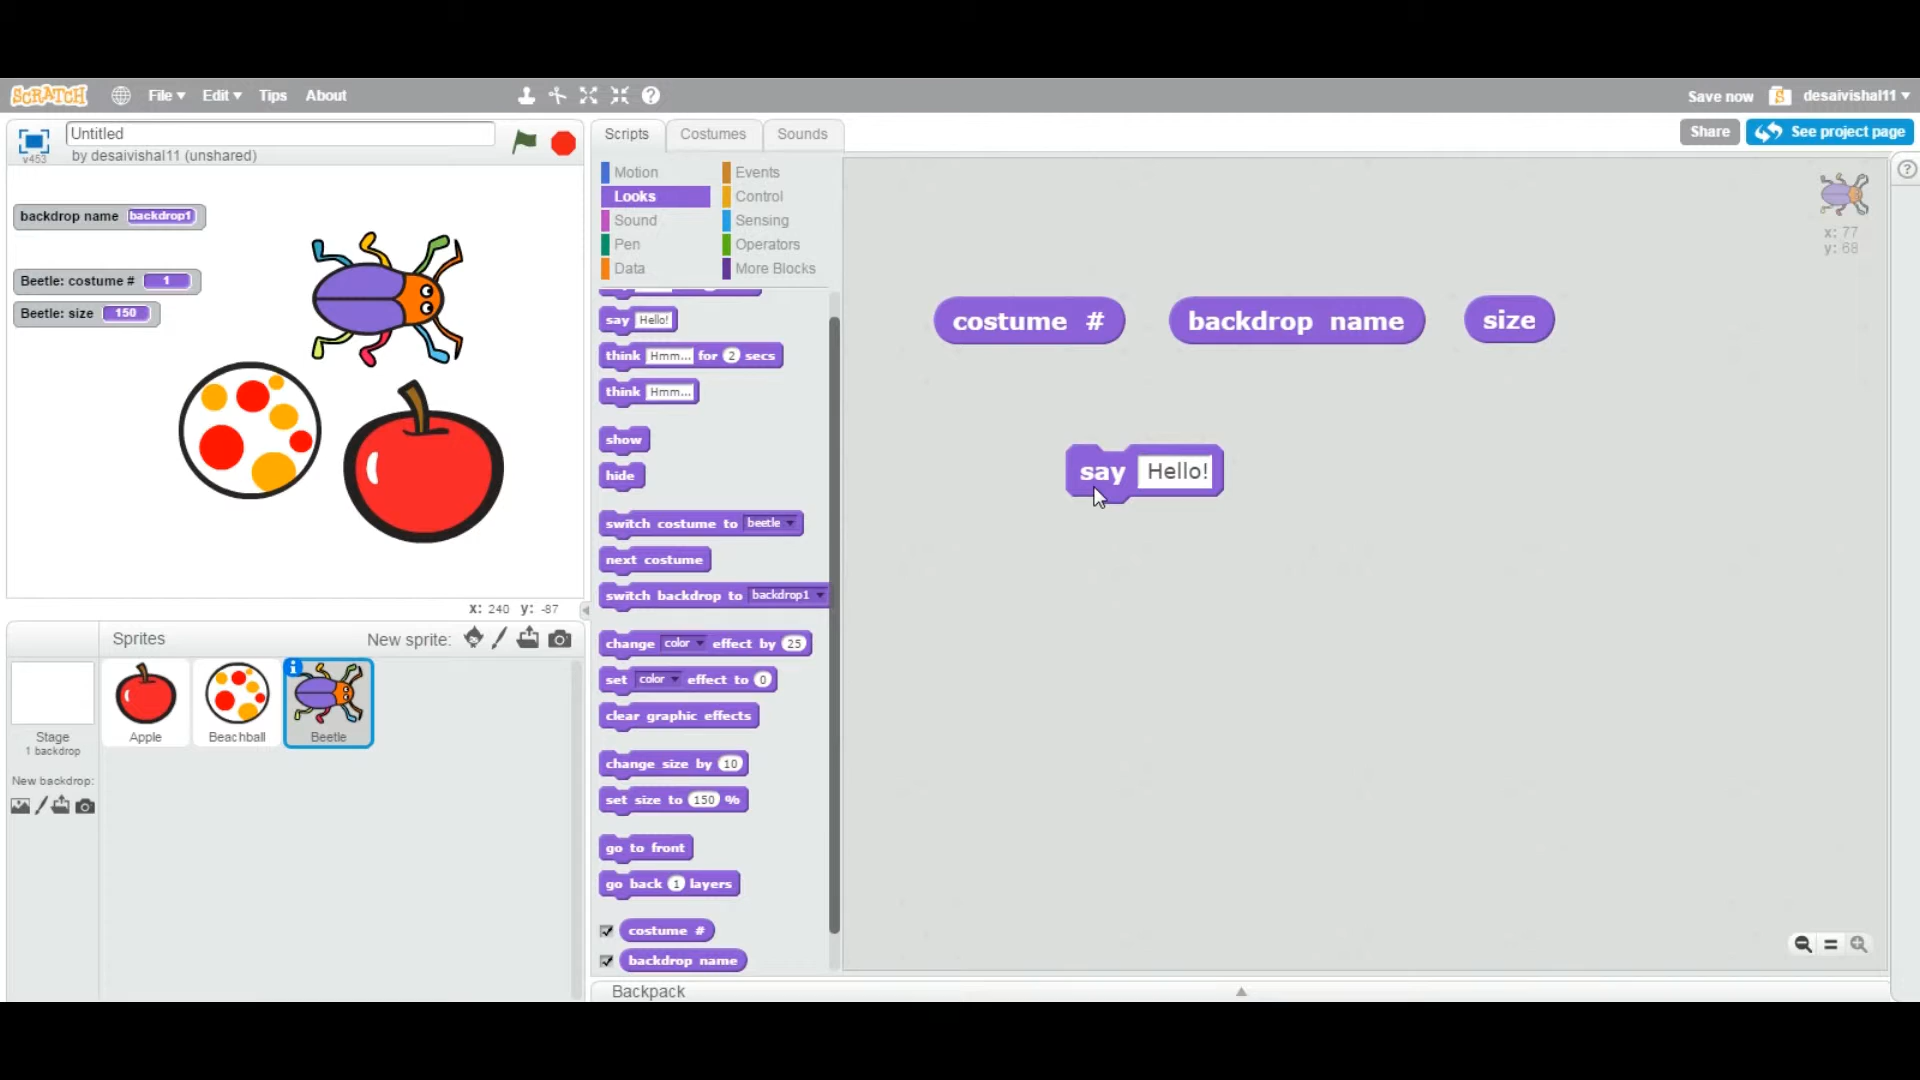 SCRATCH File Edit Tips About
Save now desaivishal11
v453
Untitled
by desaivishal11 (unshared)
Scripts Costumes Sounds
Share See project page
Motion Events
Looks Control
Sound Sensing
Pen Operators
Data More Blocks
backdrop name backdrop1
Beetle: costume # 1
Beetle: size 150
x: 240 y: -87
say Hello!
think Hmm... for 2 secs
think Hmm...
show
hide
switch costume to beetle
next costume
switch backdrop to backdrop1
change color effect by 25
set color effect to 0
clear graphic effects
change size by 10
set size to 150 %
go to front
go back 1 layers
costume #
backdrop name
costume # backdrop name size
say Hello!
x: 77
y: 68
Sprites New sprite:
Apple Beachball Beetle
Stage
1 backdrop
New backdrop:
Backpack